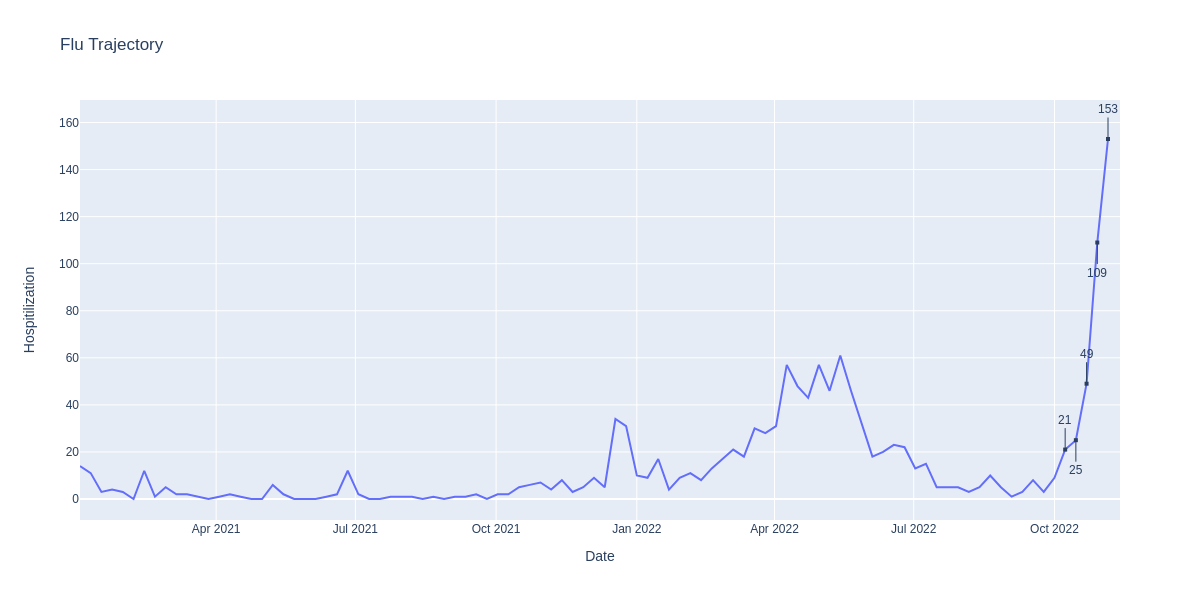 Flu Trajectory
153
160
140
120
100
109
80
60
49
40
21
20
25
0
Apr 2021
Jul 2021
Oct 2021
Jan 2022
Apr 2022
Jul 2022
Oct 2022
Hospitilization
Date